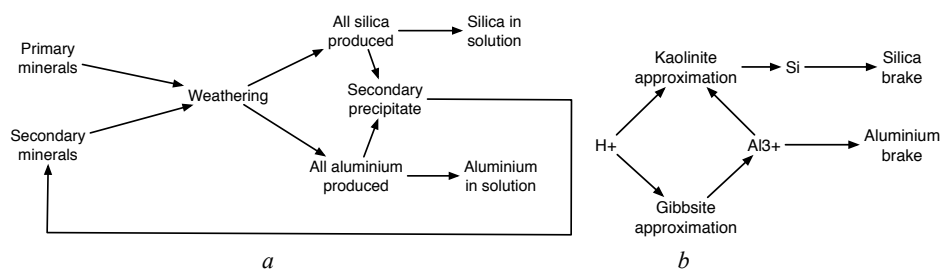 Primary
minerals
Secondary
minerals
Weathering
All silica
produced
Silica in
solution
Secondary
precipitate
All aluminium
produced
Aluminium
in solution
a
Kaolinite
approximation
Si
Silica
brake
H+
Al3+
Aluminium
brake
Gibbsite
approximation
b